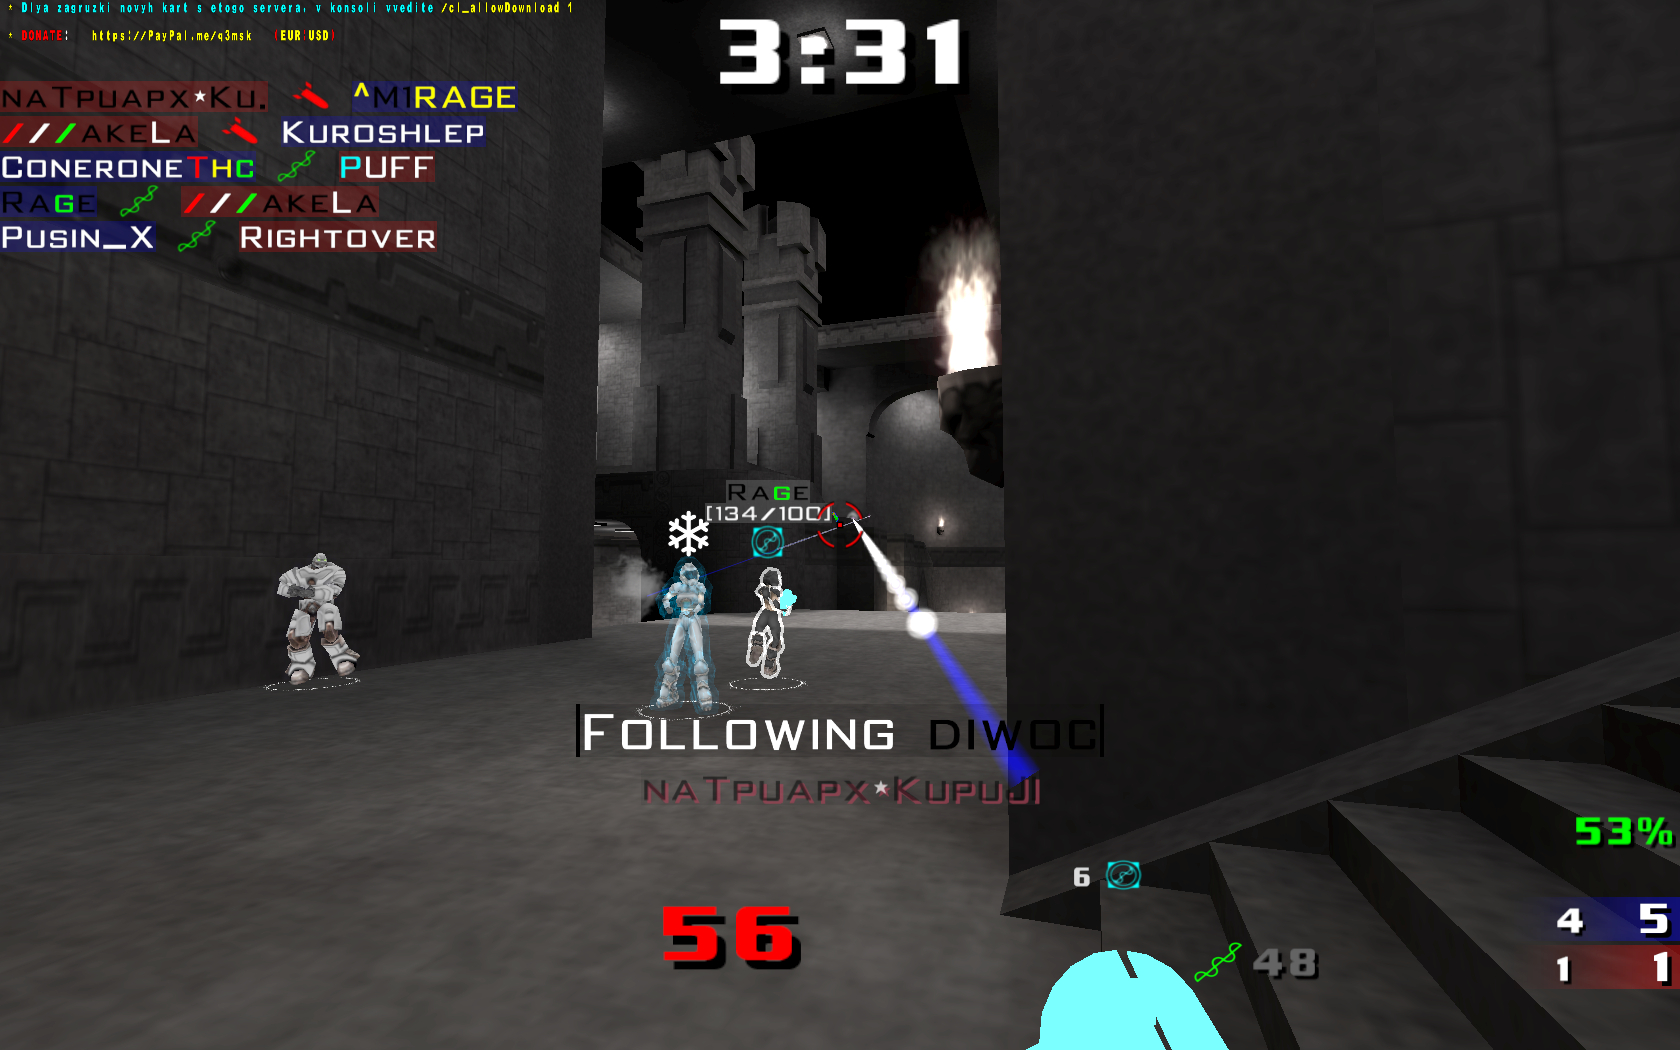 * Dlya zagruzki novyh kart s etogo servera, v konsoli vvedite /cl_allowDownload 1
* DONATE: https://PayPal.me/q3msk (EUR:USD)
3:31
naTpuapx★Ku. ^M1RAGE
///akeLa Kuroshlep
ConeroneTHC Puff
Rage ///akeLa
Pusin_X Rightover
Rage
[134/100]
Following diwoc
naTpuapx★KupuJI
53%
6
4 5
56
48
1 1